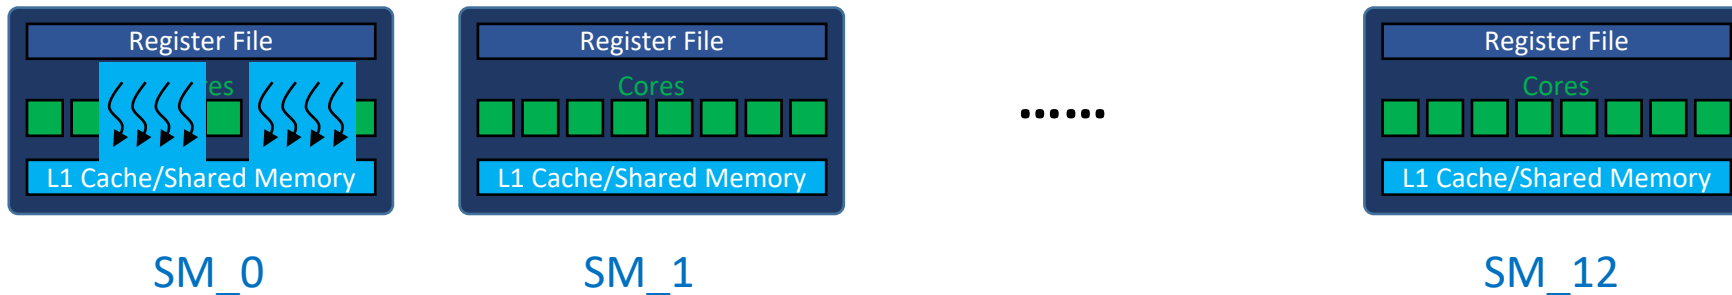 Register File
res
L1 Cache/Shared Memory
SM_0
Register File
Cores
L1 Cache/Shared Memory
SM_1
......
Register File
Cores
L1 Cache/Shared Memory
SM_12